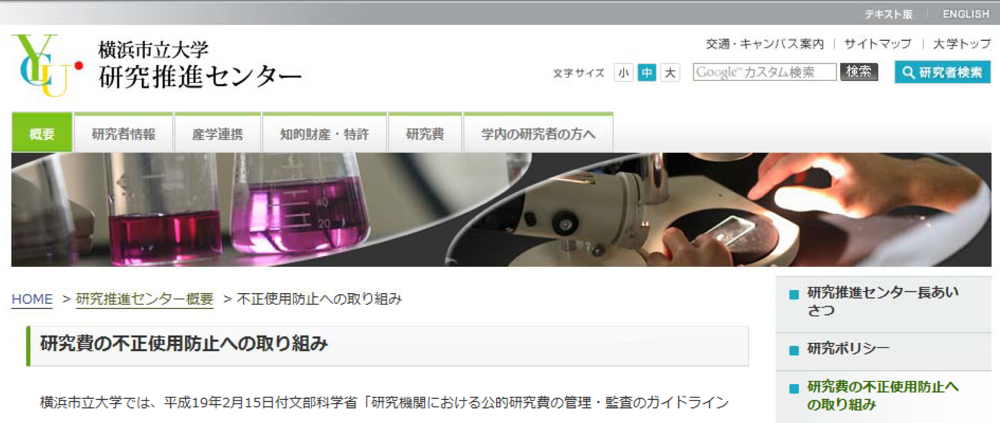 テキスト版 | ENGLISH
YCU
横浜市立大学
研究推進センター
交通・キャンパス案内 | サイトマップ | 大学トップ
文字サイズ 小 中 大 Google™カスタム検索 検索 研究者検索
概要 研究者情報 産学連携 知的財産・特許 研究費 学内の研究者の方へ
40
20
HOME > 研究推進センター概要 > 不正使用防止への取り組み
研究費の不正使用防止への取り組み
横浜市立大学では、平成19年2月15日付文部科学省「研究機関における公的研究費の管理・監査のガイドライン
研究推進センター長あい
さつ
研究ポリシー
研究費の不正使用防止へ
の取り組み